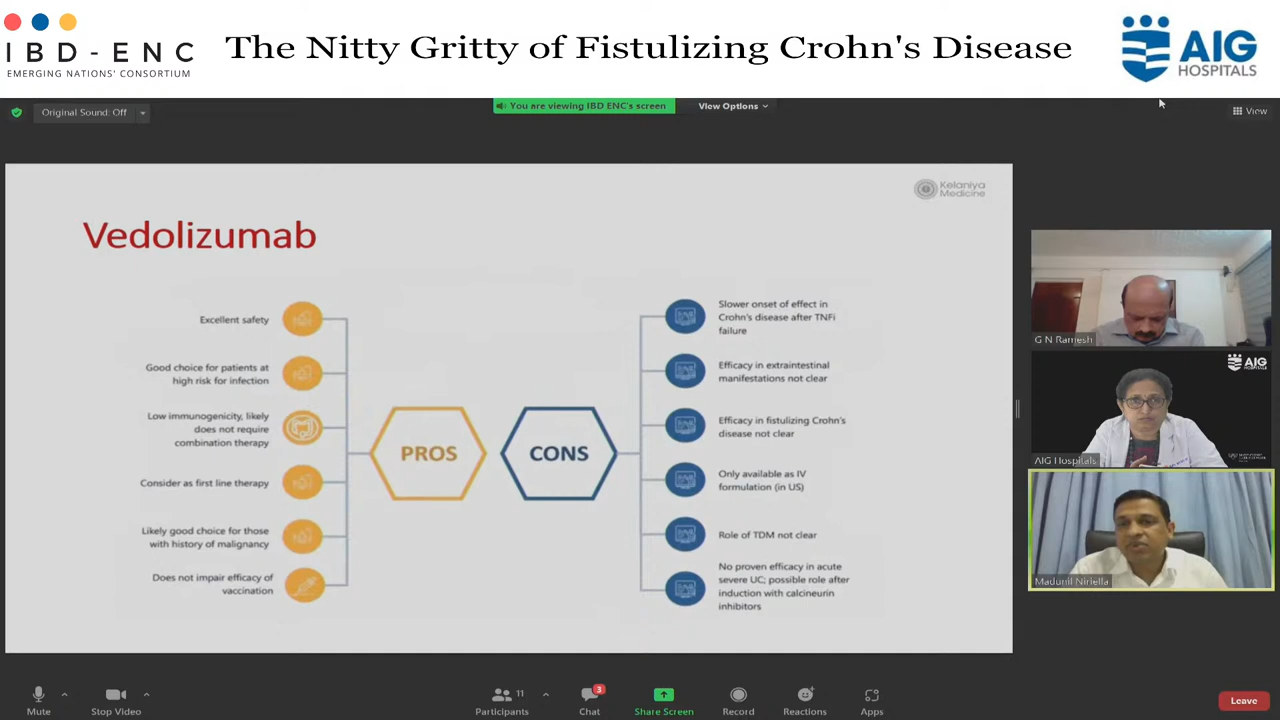 IBD-ENC
EMERGING NATIONS' CONSORTIUM
The Nitty Gritty of Fistulizing Crohn's Disease
AIG
HOSPITALS
Original Sound: Off
You are viewing IBD ENC's screen
View Options
View
Kelaniya
Medicine
Vedolizumab
Excellent safety
Good choice for patients at
high risk for infection
Low immunogenicity, likely
does not require
combination therapy
Consider as first line therapy
Likely good choice for those
with history of malignancy
Does not impair efficacy of
vaccination
PROS
CONS
Slower onset of effect in
Crohn's disease after TNFi
failure
Efficacy in extraintestinal
manifestations not clear
Efficacy in fistulizing Crohn's
disease not clear
Only available as IV
formulation (in US)
Role of TDM not clear
No proven efficacy in acute
severe UC; possible role after
induction with calcineurin
inhibitors
G N Ramesh
AIG
HOSPITALS
AIG Hospitals
Madunil Niriella
Mute
Stop Video
Participants
11
Chat
3
Share Screen
Record
Reactions
Apps
Leave